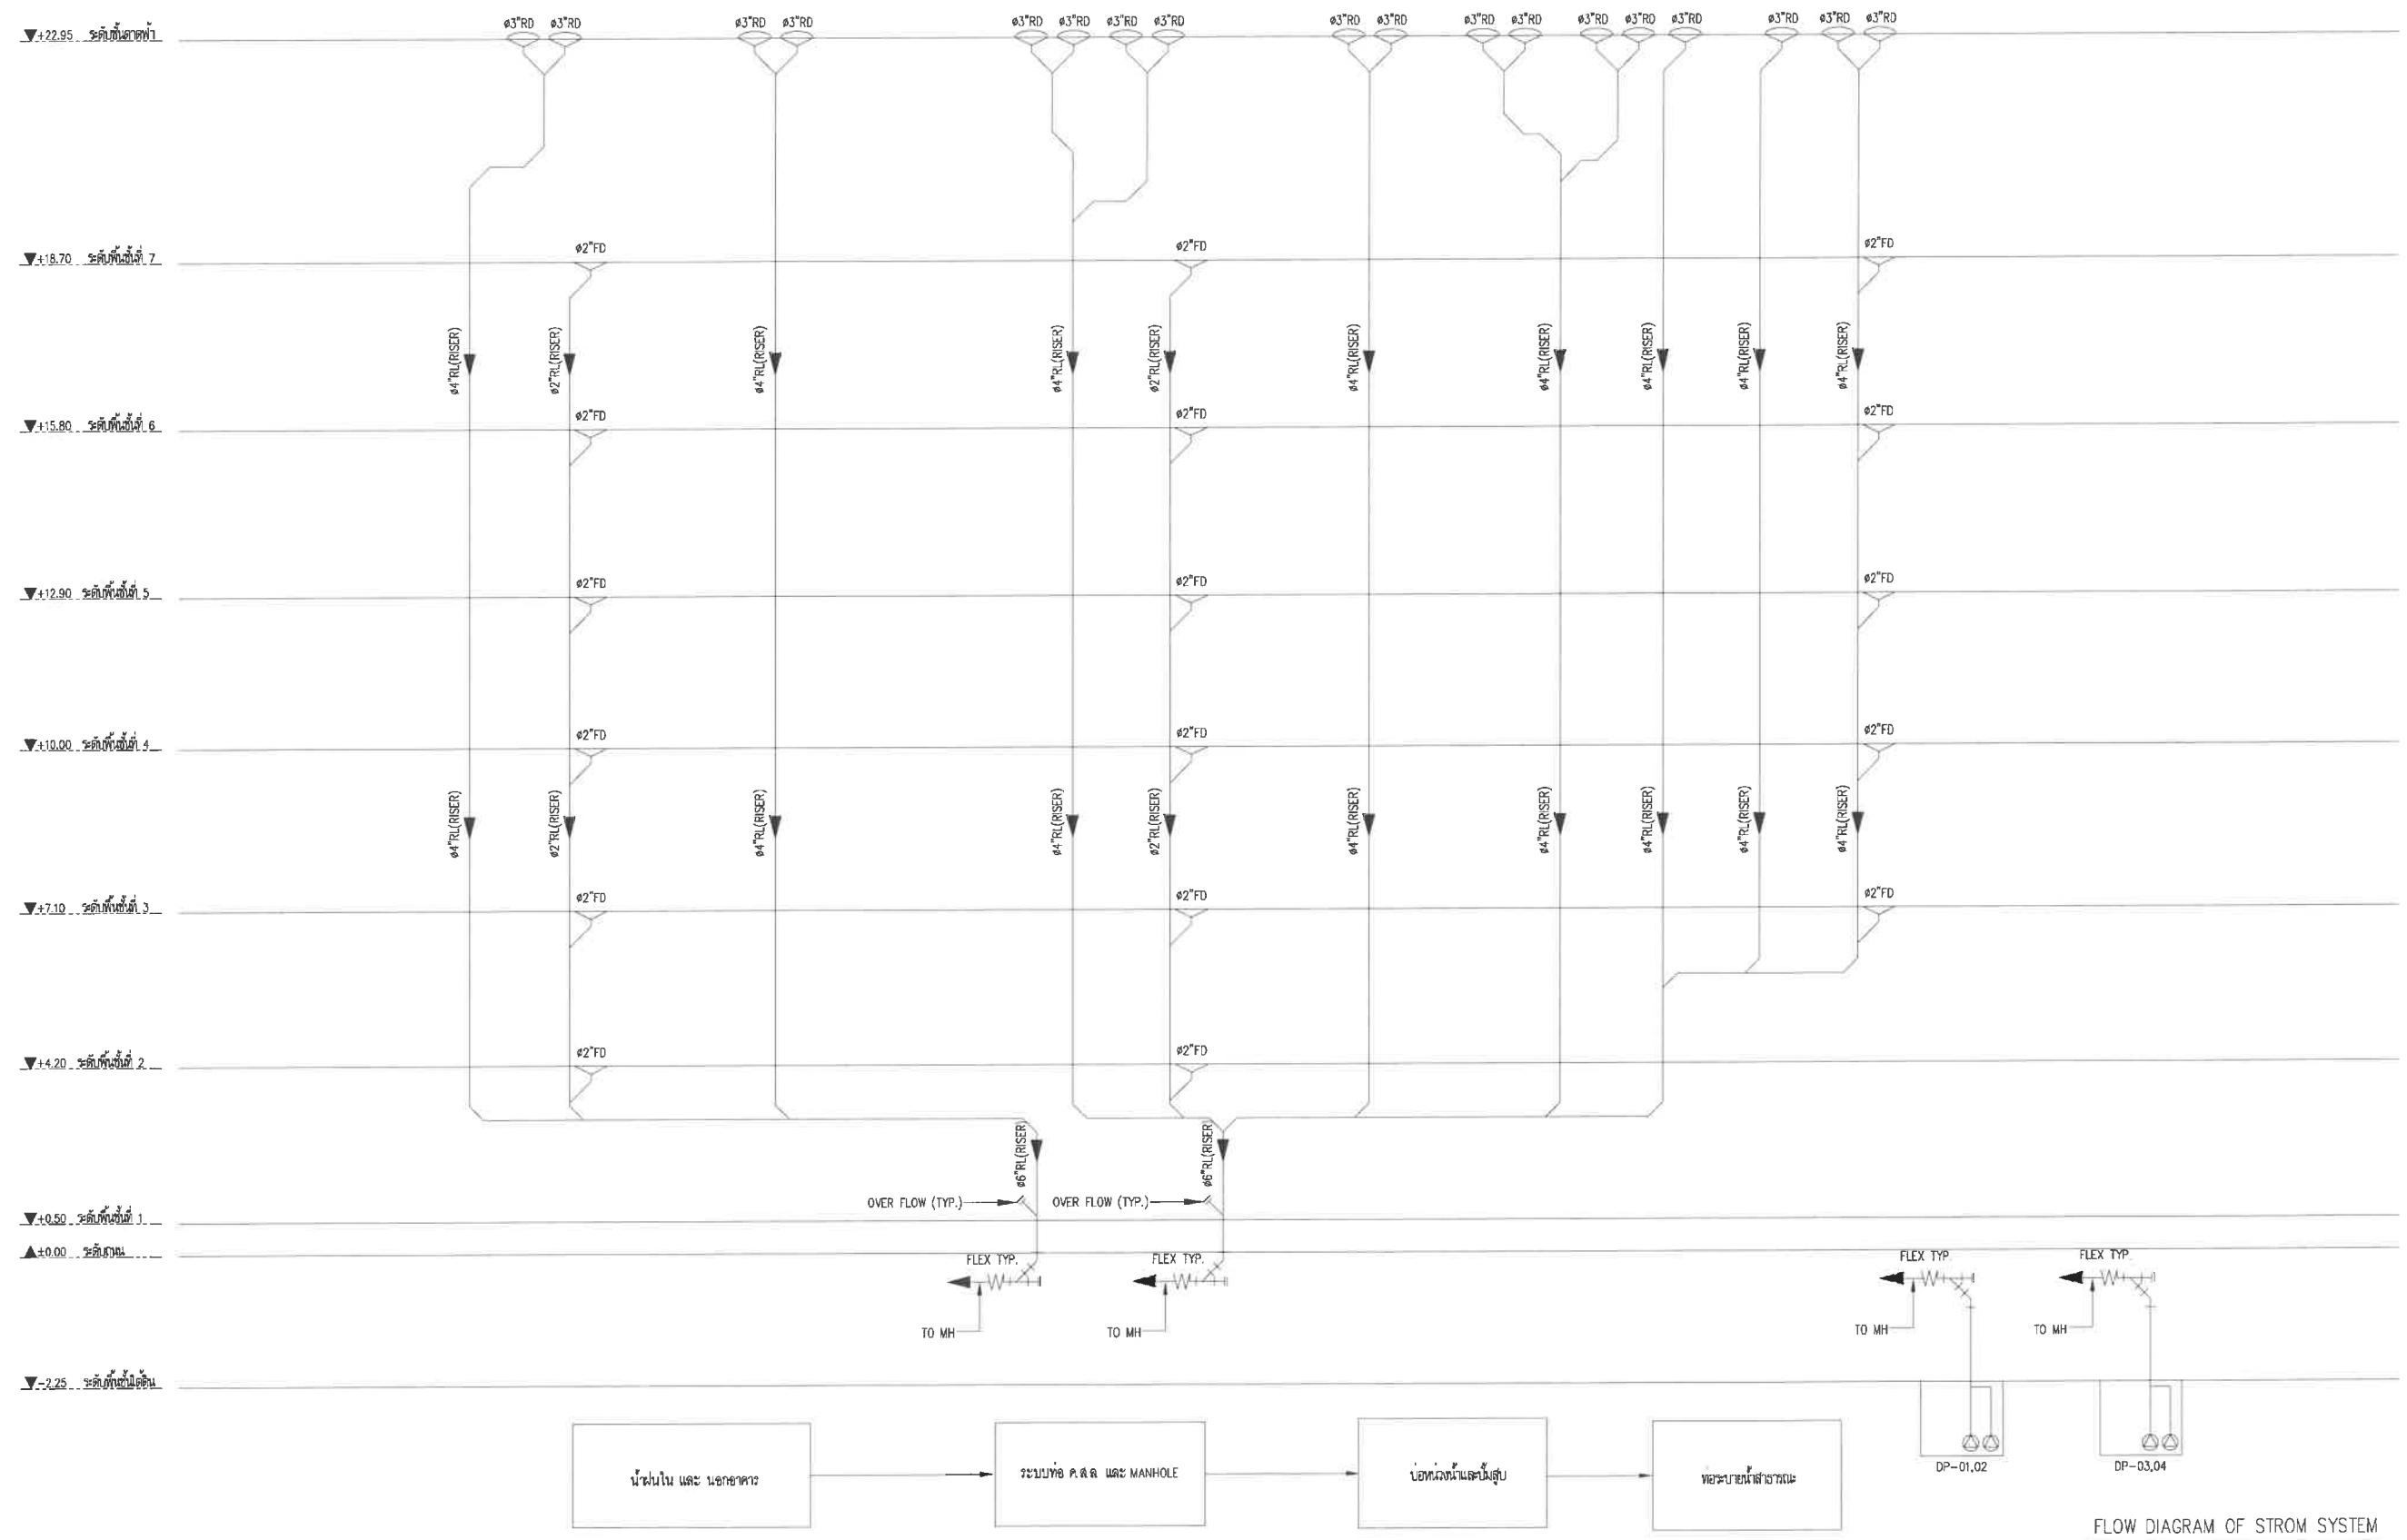 ø3"RD ø3"RD ø3"RD ø3"RD ø3"RD ø3"RD ø3"RD ø3"RD ø3"RD ø3"RD ø3"RD ø3"RD ø3"RD ø3"RD ø3"RD ø3"RD ø3"RD ø3"RD
+22.95 ระดับชั้นดาดฟ้า
ø2"FD ø2"FD ø2"FD
+18.70 ระดับพื้นชั้นที่ 7
ø4"RL(RISER) ø2"RL(RISER) ø4"RL(RISER) ø4"RL(RISER) ø2"RL(RISER) ø4"RL(RISER) ø4"RL(RISER) ø4"RL(RISER) ø4"RL(RISER) ø4"RL(RISER)
ø2"FD ø2"FD ø2"FD
+15.80 ระดับพื้นชั้นที่ 6
ø2"FD ø2"FD ø2"FD
+12.90 ระดับพื้นชั้นที่ 5
ø2"FD ø2"FD ø2"FD
+10.00 ระดับพื้นชั้นที่ 4
ø4"RL(RISER) ø2"RL(RISER) ø4"RL(RISER) ø4"RL(RISER) ø2"RL(RISER) ø4"RL(RISER) ø4"RL(RISER) ø4"RL(RISER) ø4"RL(RISER) ø4"RL(RISER)
ø2"FD ø2"FD ø2"FD
+7.10 ระดับพื้นชั้นที่ 3
ø2"FD ø2"FD
+4.20 ระดับพื้นชั้นที่ 2
ø6"RL(RISER) ø6"RL(RISER)
OVER FLOW (TYP.) OVER FLOW (TYP.)
+0.50 ระดับพื้นชั้นที่ 1
±0.00 ระดับถนน
FLEX TYP. FLEX TYP. FLEX TYP. FLEX TYP.
TO MH TO MH TO MH TO MH
-2.25 ระดับพื้นชั้นใต้ดิน
น้ำฝนใน และ นอกอาคาร
ระบบท่อ ค.ส.ล และ MANHOLE
บ่อหน่วงน้ำและปั๊มสูบ
ท่อระบายน้ำสาธารณะ
DP-01,02 DP-03,04
FLOW DIAGRAM OF STROM SYSTEM